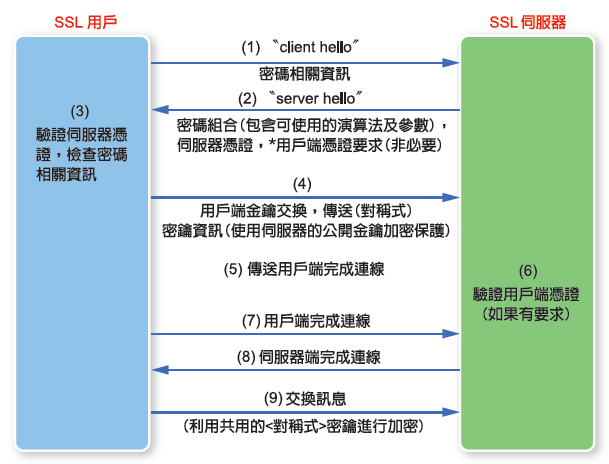 SSL 用戶
SSL 伺服器
(1) 〝client hello〞
密碼相關資訊
(2) 〝server hello〞
密碼組合(包含可使用的演算法及參數)，
伺服器憑證，*用戶端憑證要求(非必要)
(3)
驗證伺服器憑
證，檢查密碼
相關資訊
(4)
用戶端金鑰交換，傳送(對稱式)
密鑰資訊(使用伺服器的公開金鑰加密保護)
(5) 傳送用戶端完成連線
(6)
驗證用戶端憑證
(如果有要求)
(7) 用戶端完成連線
(8) 伺服器端完成連線
(9) 交換訊息
(利用共用的<對稱式>密鑰進行加密)